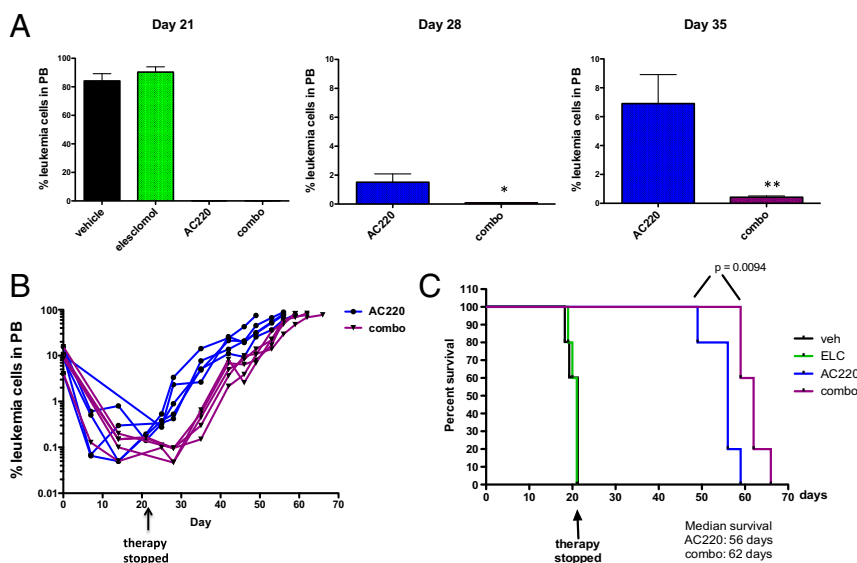 A
Day 21
Day 28
Day 35
% leukemia cells in PB
100
80
60
40
20
0
vehicle
elesclomol
AC220
combo
% leukemia cells in PB
10
8
6
4
2
0
*
AC220
combo
% leukemia cells in PB
10
8
6
4
2
0
**
AC220
combo
B
% leukemia cells in PB
100
10
1
0.1
0.01
0 10 20 30 40 50 60 70
Day
therapy
stopped
AC220
combo
C
p = 0.0094
Percent survival
110
100
90
80
70
60
50
40
30
20
10
0
0 10 20 30 40 50 60 70 days
therapy
stopped
veh
ELC
AC220
combo
Median survival
AC220: 56 days
combo: 62 days